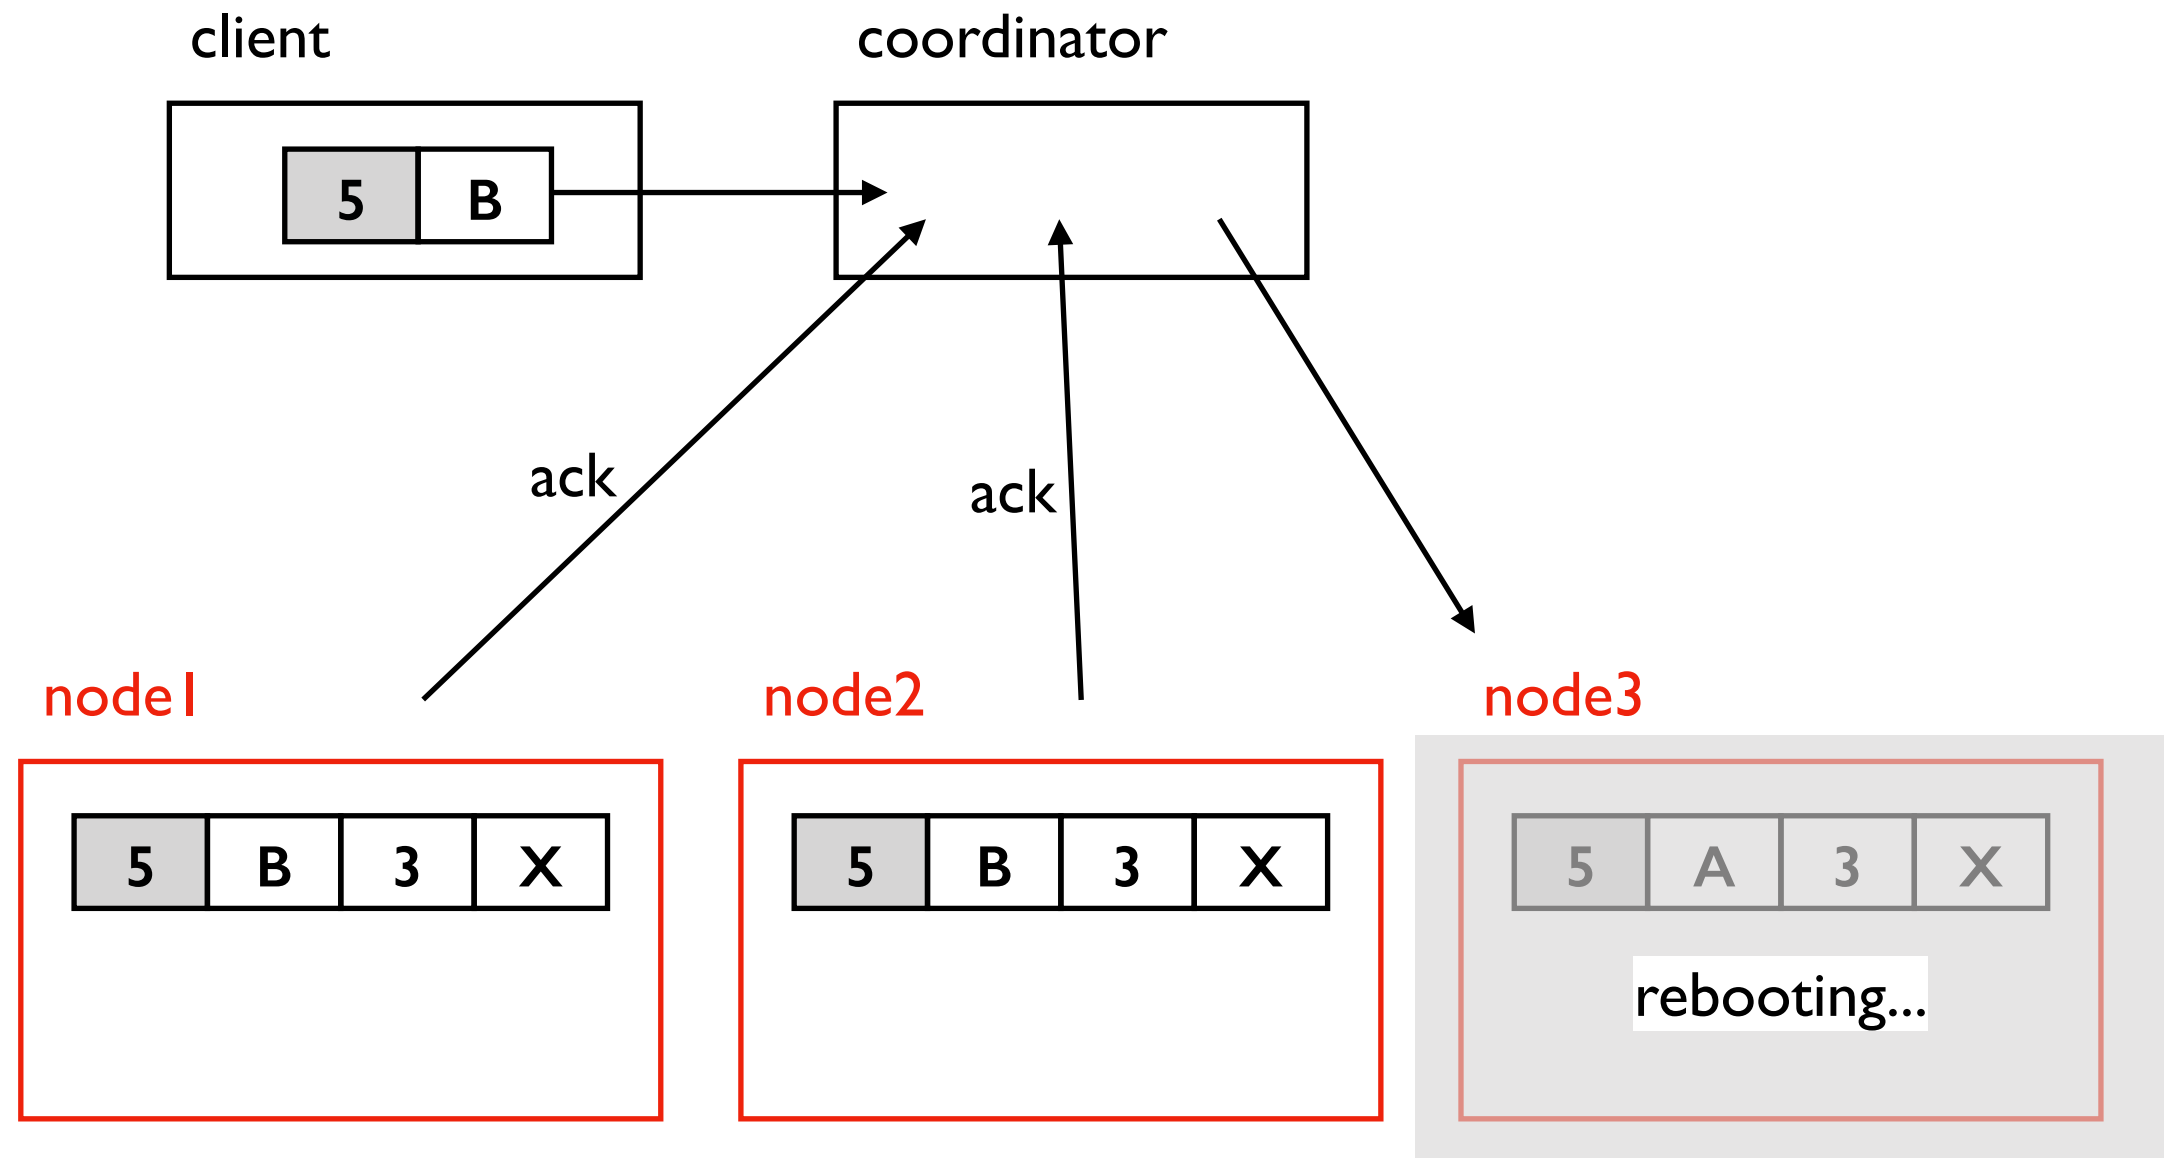 client coordinator
5 B
ack ack
node1 node2 node3
5 B 3 X 5 B 3 X 5 A 3 X
rebooting...